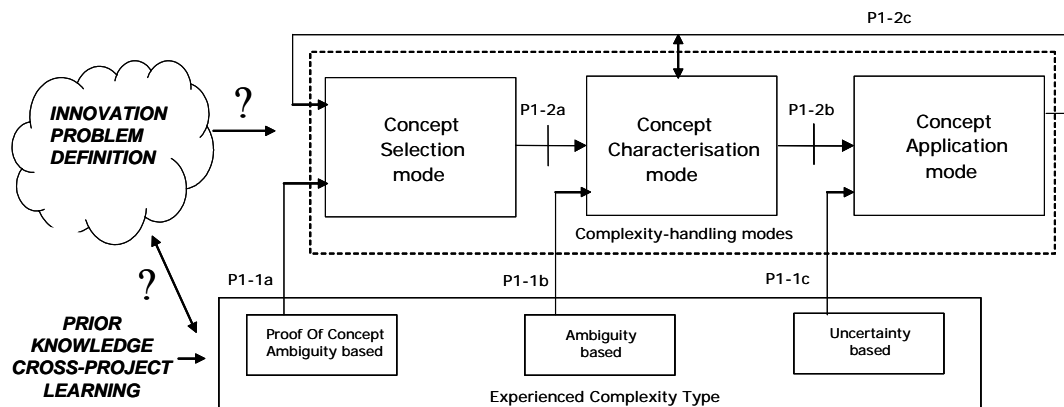 P1-2c
INNOVATION
PROBLEM
DEFINITION
?
Concept
Selection
mode
P1-2a
Concept
Characterisation
mode
P1-2b
Concept
Application
mode
Complexity-handling modes
?
P1-1a
P1-1b
P1-1c
PRIOR
KNOWLEDGE
CROSS-PROJECT
LEARNING
Proof Of Concept
Ambiguity based
Ambiguity
based
Uncertainty
based
Experienced Complexity Type